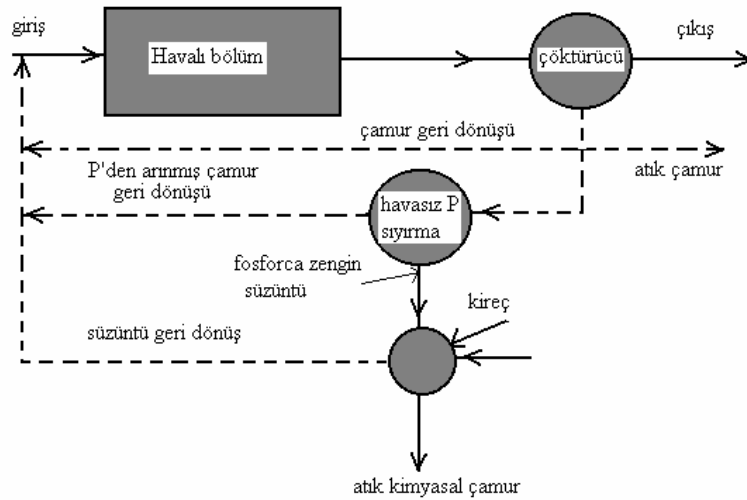 giriş
Havalı bölüm
çöktürücü
çıkış
çamur geri dönüşü
atık çamur
P'den arınmış çamur
geri dönüşü
havasız P
sıyırma
fosforca zengin
süzüntü
kireç
süzüntü geri dönüş
atık kimyasal çamur